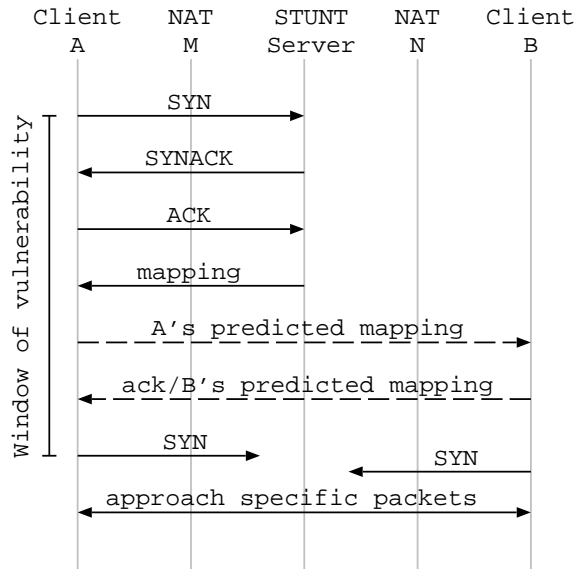 Client NAT STUNT NAT Client
A M Server N B
SYN
SYNACK
ACK
mapping
A's predicted mapping
ack/B's predicted mapping
SYN
SYN
approach specific packets
Window of vulnerability